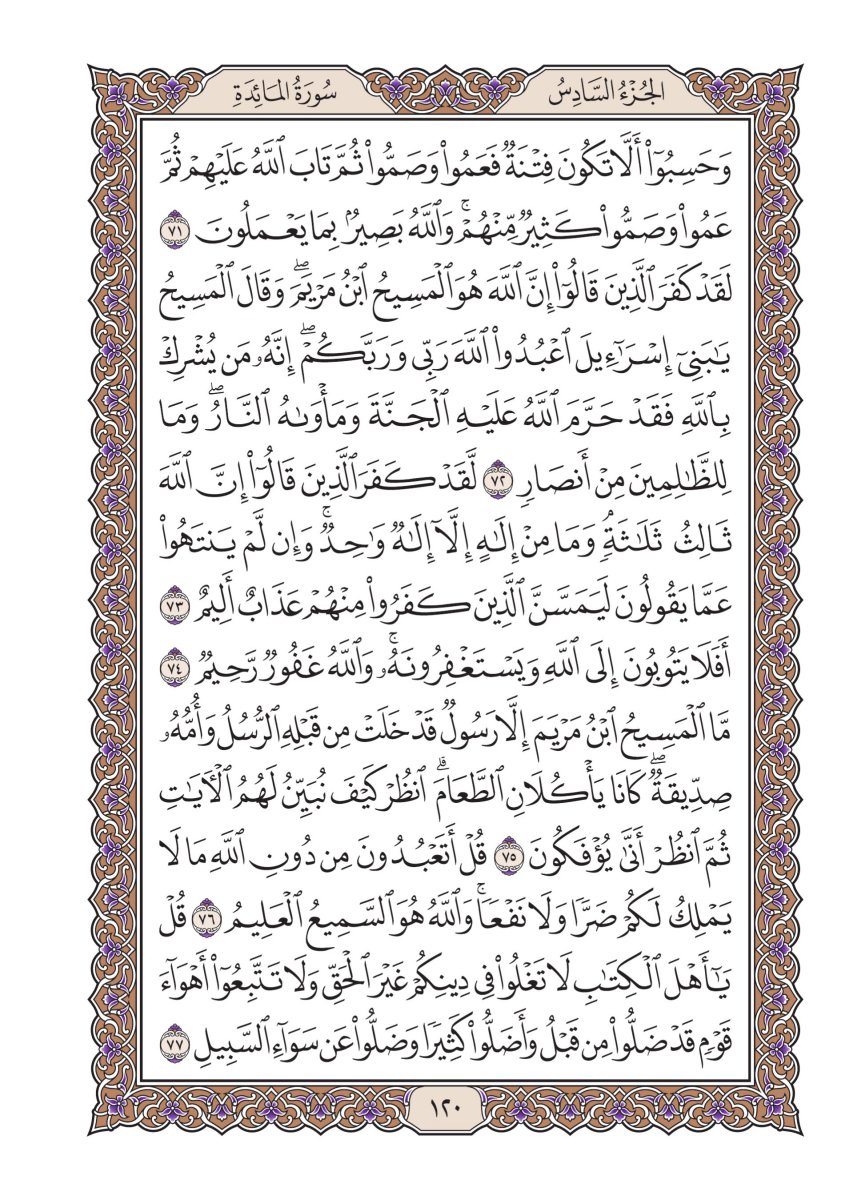 الجُزْءُ السَّادِسُ
سُورَةُ المَائِدَةِ
وَحَسِبُوٓاْ أَلَّا تَكُونَ فِتۡنَةٞ فَعَمُواْ وَصَمُّواْ ثُمَّ تَابَ ٱللَّهُ عَلَيۡهِمۡ ثُمَّ
عَمُواْ وَصَمُّواْ كَثِيرٞ مِّنۡهُمۡۚ وَٱللَّهُ بَصِيرُۢ بِمَا يَعۡمَلُونَ ٧١
لَقَدۡ كَفَرَ ٱلَّذِينَ قَالُوٓاْ إِنَّ ٱللَّهَ هُوَ ٱلۡمَسِيحُ ٱبۡنُ مَرۡيَمَۖ وَقَالَ ٱلۡمَسِيحُ
يَٰبَنِيٓ إِسۡرَٰٓءِيلَ ٱعۡبُدُواْ ٱللَّهَ رَبِّي وَرَبَّكُمۡۖ إِنَّهُۥ مَن يُشۡرِكۡ
بِٱللَّهِ فَقَدۡ حَرَّمَ ٱللَّهُ عَلَيۡهِ ٱلۡجَنَّةَ وَمَأۡوَىٰهُ ٱلنَّارُۖ وَمَا
لِلظَّٰلِمِينَ مِنۡ أَنصَارٖ ٧٢ لَّقَدۡ كَفَرَ ٱلَّذِينَ قَالُوٓاْ إِنَّ ٱللَّهَ
ثَالِثُ ثَلَٰثَةٖۘ وَمَا مِنۡ إِلَٰهٍ إِلَّآ إِلَٰهٞ وَٰحِدٞۚ وَإِن لَّمۡ يَنتَهُواْ
عَمَّا يَقُولُونَ لَيَمَسَّنَّ ٱلَّذِينَ كَفَرُواْ مِنۡهُمۡ عَذَابٌ أَلِيمٌ ٧٣
أَفَلَا يَتُوبُونَ إِلَى ٱللَّهِ وَيَسۡتَغۡفِرُونَهُۥۚ وَٱللَّهُ غَفُورٞ رَّحِيمٞ ٧٤
مَّا ٱلۡمَسِيحُ ٱبۡنُ مَرۡيَمَ إِلَّا رَسُولٞ قَدۡ خَلَتۡ مِن قَبۡلِهِ ٱلرُّسُلُ وَأُمُّهُۥ
صِدِّيقَةٞۖ كَانَا يَأۡكُلَانِ ٱلطَّعَامَۗ ٱنظُرۡ كَيۡفَ نُبَيِّنُ لَهُمُ ٱلۡأٓيَٰتِ
ثُمَّ ٱنظُرۡ أَنَّىٰ يُؤۡفَكُونَ ٧٥ قُلۡ أَتَعۡبُدُونَ مِن دُونِ ٱللَّهِ مَا لَا
يَمۡلِكُ لَكُمۡ ضَرّٗا وَلَا نَفۡعٗاۚ وَٱللَّهُ هُوَ ٱلسَّمِيعُ ٱلۡعَلِيمُ ٧٦ قُلۡ
يَٰٓأَهۡلَ ٱلۡكِتَٰبِ لَا تَغۡلُواْ فِي دِينِكُمۡ غَيۡرَ ٱلۡحَقِّ وَلَا تَتَّبِعُوٓاْ أَهۡوَآءَ
قَوۡمٖ قَدۡ ضَلُّواْ مِن قَبۡلُ وَأَضَلُّواْ كَثِيرٗا وَضَلُّواْ عَن سَوَآءِ ٱلسَّبِيلِ ٧٧
١٢٠